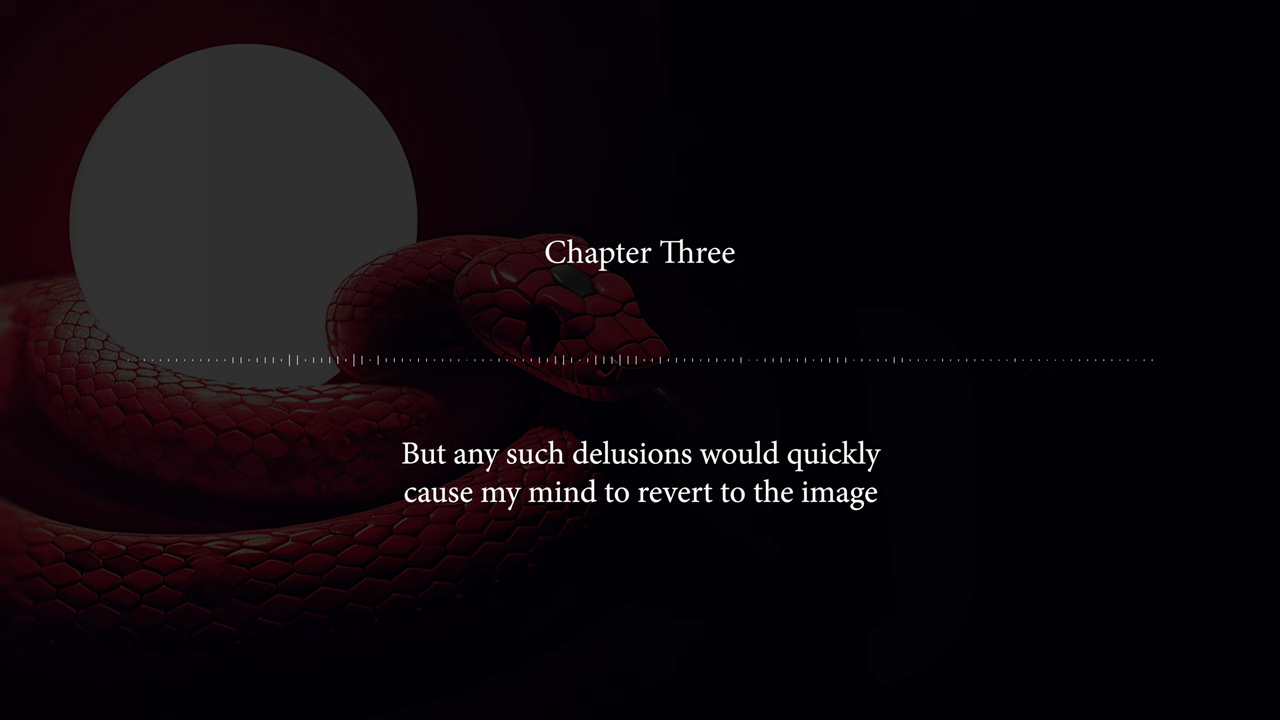 Chapter Three
But any such delusions would quickly
cause my mind to revert to the image